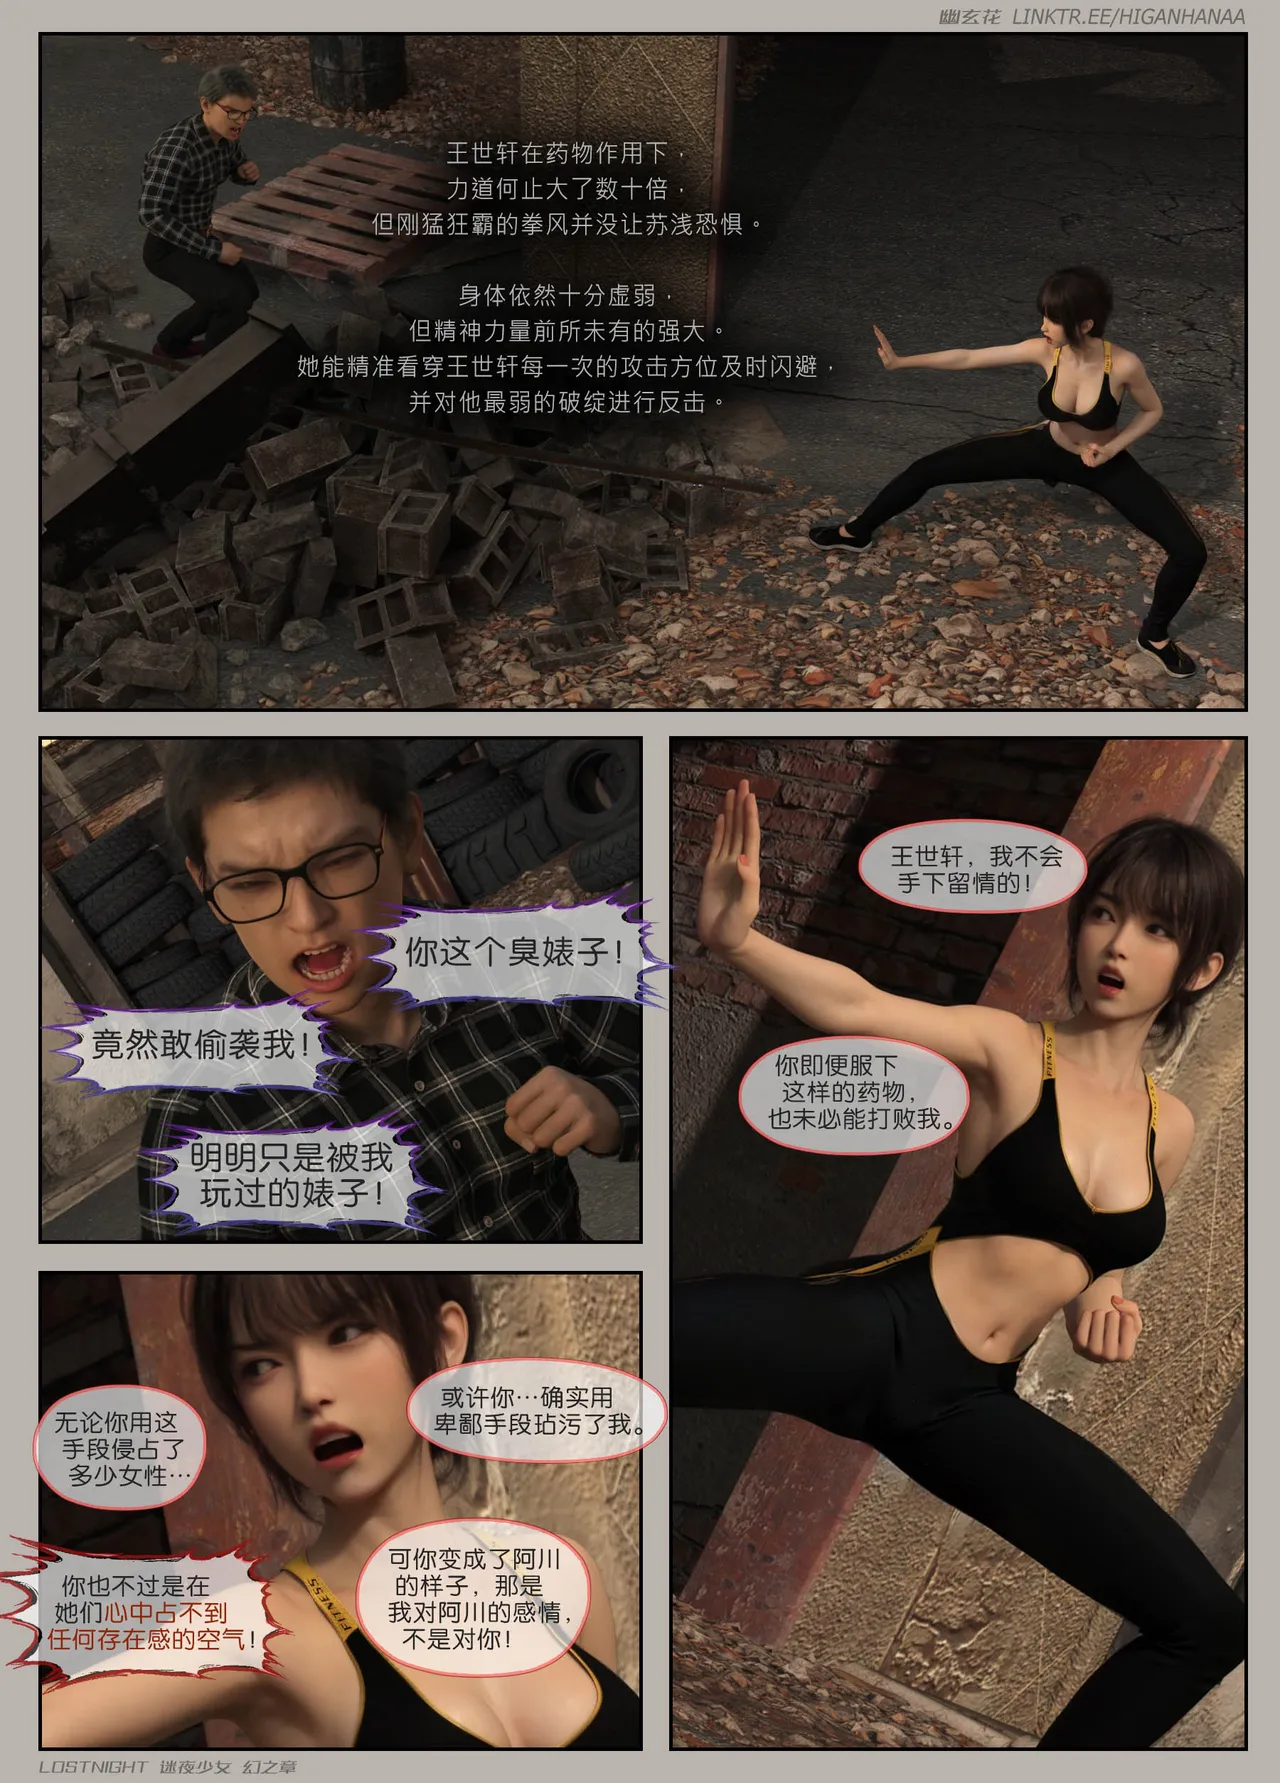 幽玄花 LINKTR.EE/HIGANHANAA
王世轩在药物作用下，
力道何止大了数十倍，
但刚猛狂霸的拳风并没让苏浅恐惧。
身体依然十分虚弱，
但精神力量前所未有的强大。
她能精准看穿王世轩每一次的攻击方位及时闪避，
并对他最弱的破绽进行反击。
你这个臭婊子！
竟然敢偷袭我！
明明只是被我
玩过的婊子！
王世轩，我不会
手下留情的！
你即便服下
这样的药物，
也未必能打败我。
FITNESS
或许你…确实用
卑鄙手段玷污了我。
无论你用这
手段侵占了
多少女性…
可你变成了阿川
的样子，那是
我对阿川的感情，
不是对你！
你也不过是在
她们心中占不到
任何存在感的空气！
FITNESS
LOSTNIGHT 迷夜少女 幻之章